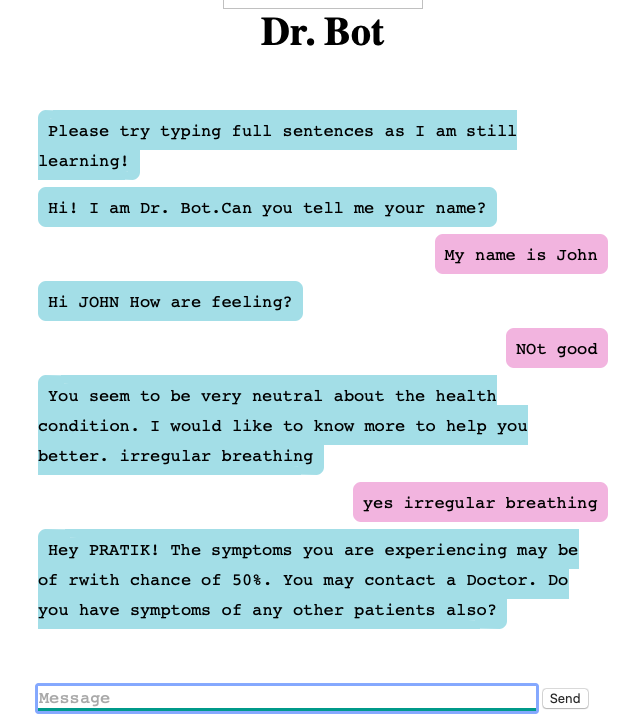 Dr. Bot
Please try typing full sentences as I am still
learning!
Hi! I am Dr. Bot.Can you tell me your name?
My name is John
Hi JOHN How are feeling?
NOt good
You seem to be very neutral about the health
condition. I would like to know more to help you
better. irregular breathing
yes irregular breathing
Hey PRATIK! The symptoms you are experiencing may be
of rwith chance of 50%. You may contact a Doctor. Do
you have symptoms of any other patients also?
Message
Send